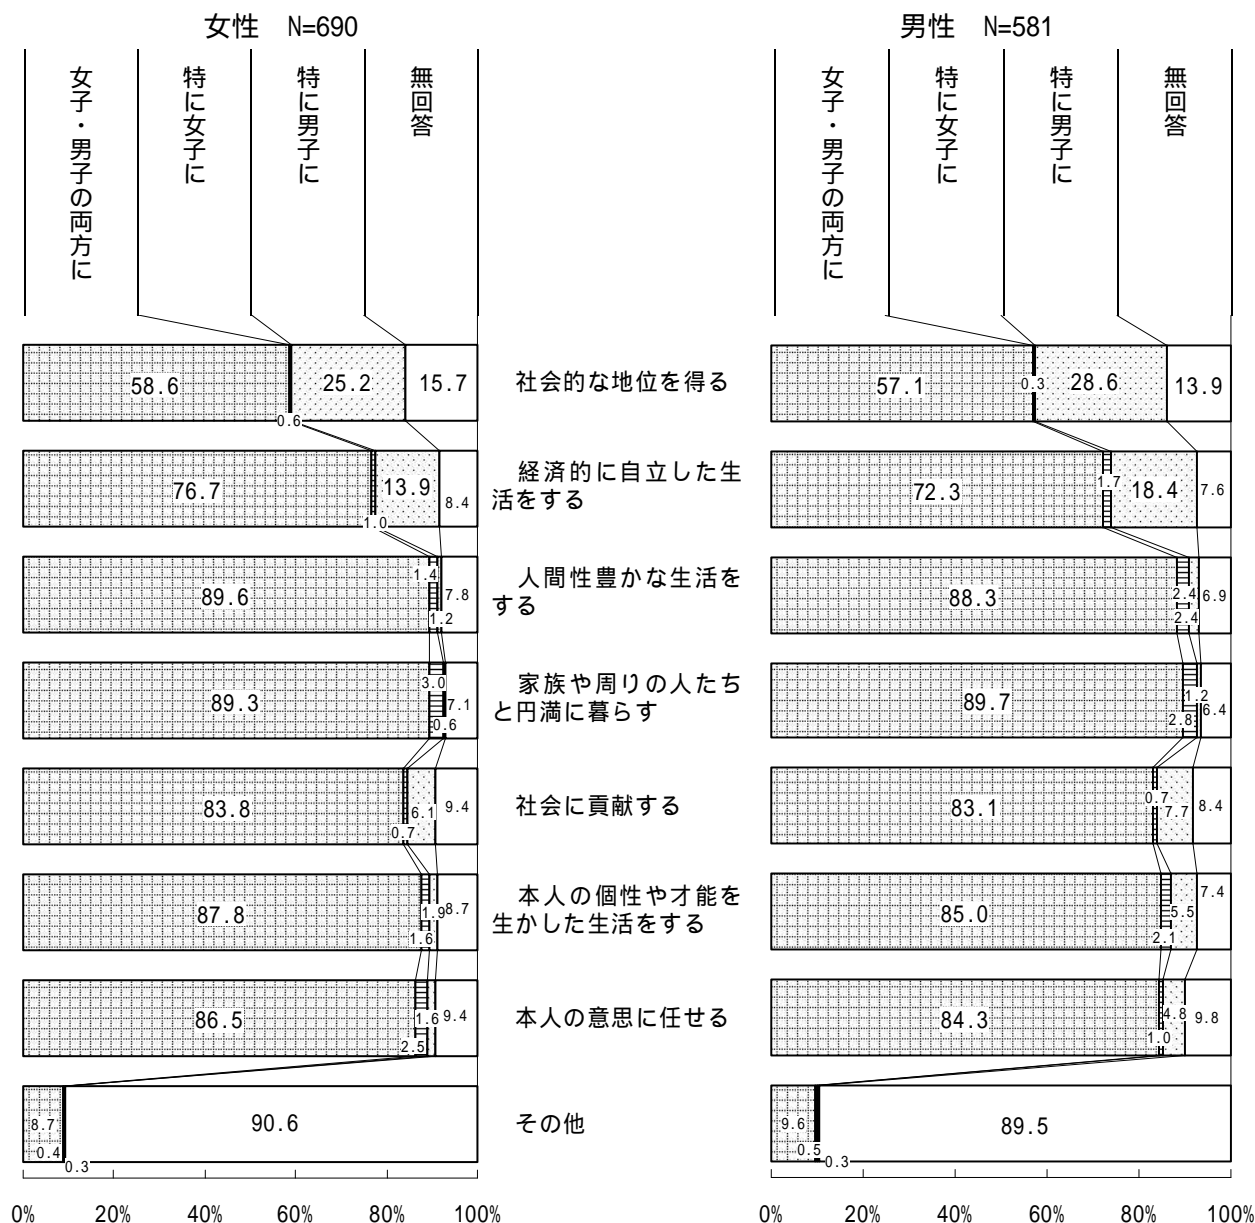 女性　N=690
男性　N=581
女子・男子の両方に
特に女子に
特に男子に
無回答
女子・男子の両方に
特に女子に
特に男子に
無回答
58.6
0.6
25.2
15.7
社会的な地位を得る
57.1
0.3
28.6
13.9
76.7
1.0
13.9
8.4
経済的に自立した生
活をする
72.3
1.7
18.4
7.6
89.6
1.4
1.2
7.8
人間性豊かな生活を
する
88.3
2.4
2.4
6.9
89.3
3.0
0.6
7.1
家族や周りの人たち
と円満に暮らす
89.7
2.8
1.2
6.4
83.8
0.7
6.1
9.4
社会に貢献する
83.1
0.7
7.7
8.4
87.8
1.6
1.9
8.7
本人の個性や才能を
生かした生活をする
85.0
2.1
5.5
7.4
86.5
2.5
1.6
9.4
本人の意思に任せる
84.3
1.0
4.8
9.8
8.7
0.4
0.3
90.6
その他
9.6
0.5
0.3
89.5
0% 20% 40% 60% 80% 100%
0% 20% 40% 60% 80% 100%